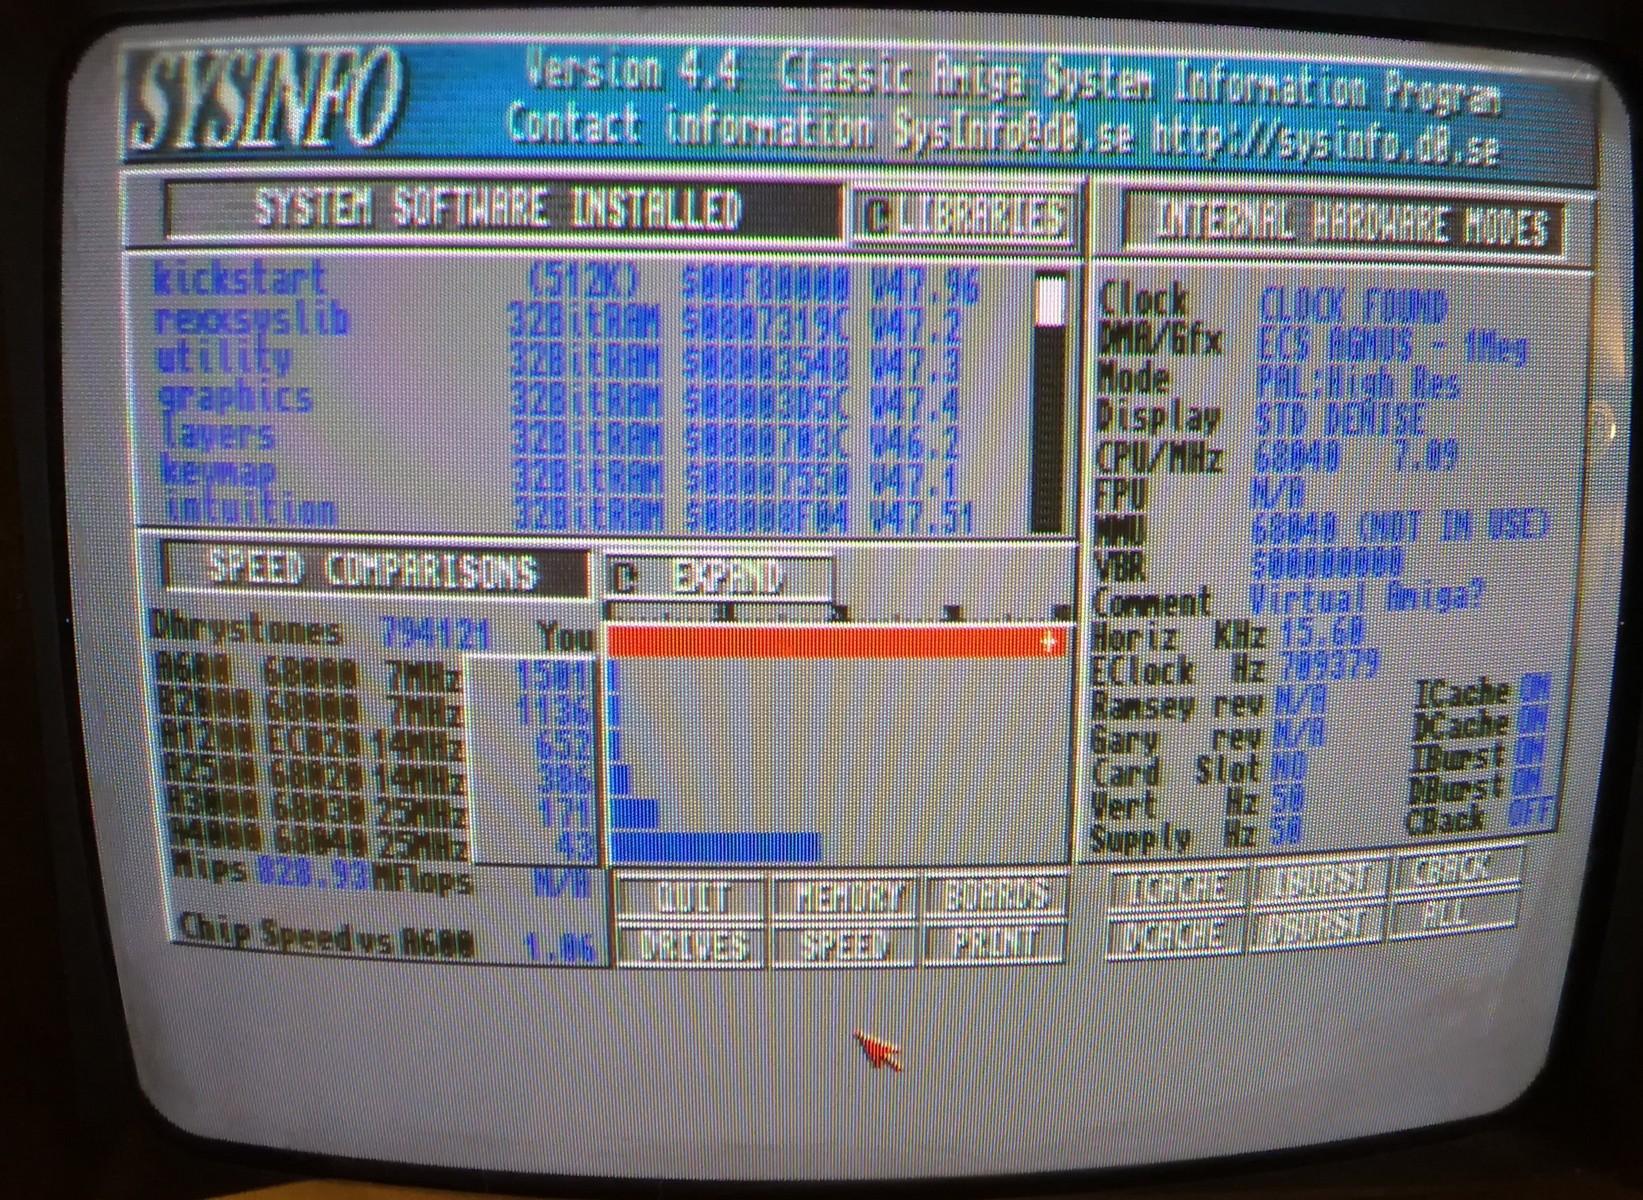 SYSINFO
Version 4.4 Classic Amiga System Information Program
Contact information SysInfo@d0.se http://sysinfo.d0.se
SYSTEM SOFTWARE INSTALLED
C LIBRARIES
kickstart (512K) $00F80000 V47.96
rexxsyslib 32BitRAM $0807319C V47.2
utility 32BitRAM $08003548 V47.3
graphics 32BitRAM $08003D5C V47.4
layers 32BitRAM $0800703C V46.2
keymap 32BitRAM $08007550 V47.1
intuition 32BitRAM $08008F04 V47.51
INTERNAL HARDWARE MODES
Clock CLOCK FOUND
DMA/Gfx ECS AGNUS - 1Meg
Mode PAL:High Res
Display STD DENISE
CPU/MHz 68040 7.09
FPU N/A
MMU 68040 (NOT IN USE)
VBR $00000000
Comment Virtual Amiga?
Horiz KHz 15.60
EClock Hz 709379
Ramsey rev N/A ICache ON
Gary rev N/A DCache ON
Card Slot NO IBurst ON
Vert Hz 50 DBurst ON
Supply Hz 50 CBack OFF
SPEED COMPARISONS
EXPAND
Dhrystones 794121 You
A600 68000 7MHz 1501
B2000 68000 7MHz 1136
A1200 EC020 14MHz 652
A2500 68020 14MHz 386
A3000 68030 25MHz 171
A4000 68040 25MHz 43
Mips 828.93 MFlops N/A
Chip Speed vs A600 1.06
QUIT MEMORY BOARDS
DRIVES SPEED PRINT
ICACHE IBURST CBACK
DCACHE DBURST ALL